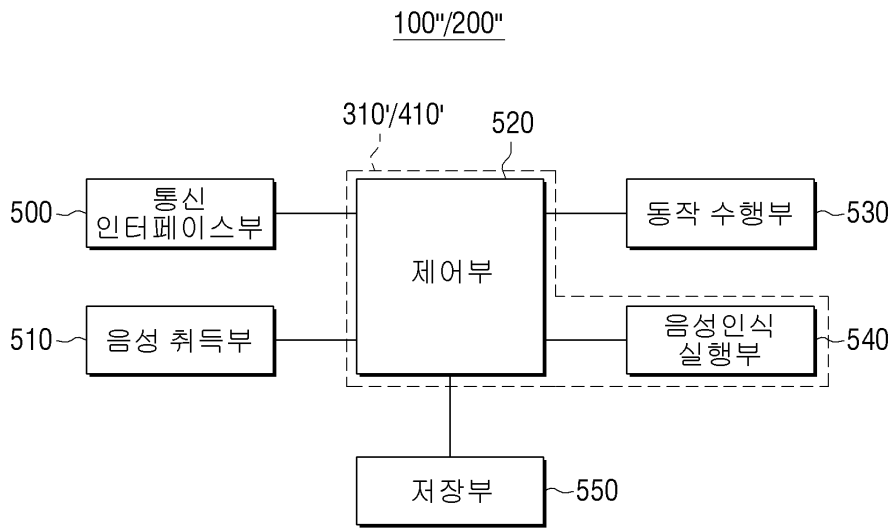 100"/200"
310'/410'
520
500
통신
인터페이스부
제어부
동작 수행부
530
510
음성 취득부
음성인식
실행부
540
저장부
550